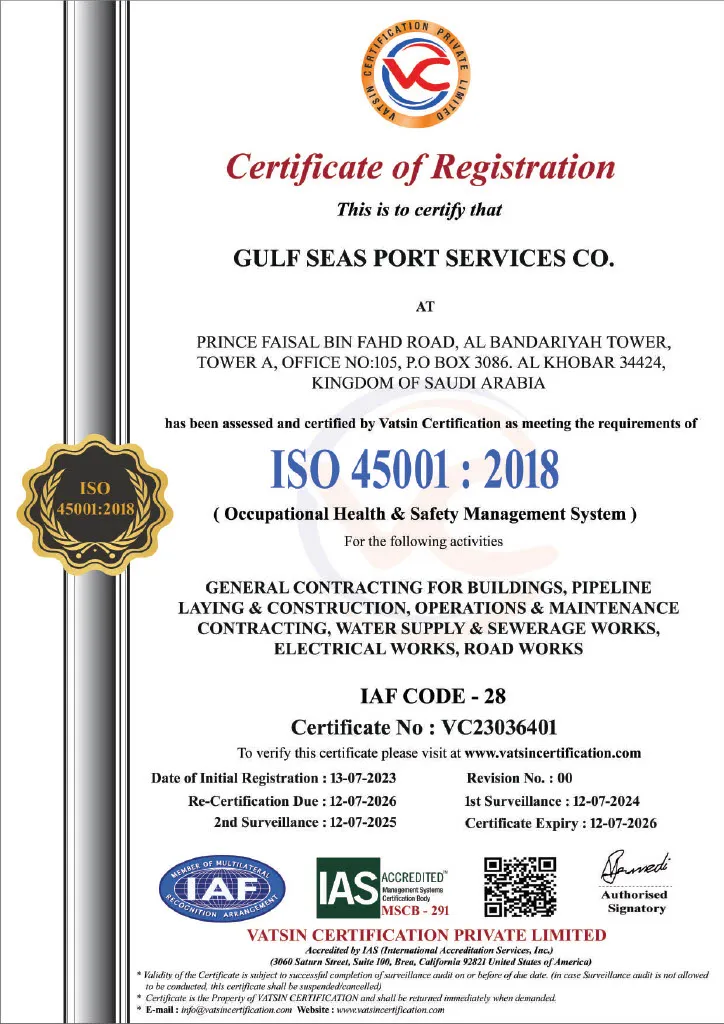 VATSIN CERTIFICATION PRIVATE LIMITED
VC
Certificate of Registration
This is to certify that
GULF SEAS PORT SERVICES CO.
AT
PRINCE FAISAL BIN FAHD ROAD, AL BANDARIYAH TOWER,
TOWER A, OFFICE NO:105, P.O BOX 3086. AL KHOBAR 34424,
KINGDOM OF SAUDI ARABIA
has been assessed and certified by Vatsin Certification as meeting the requirements of
ISO 45001 : 2018
ISO
45001:2018
( Occupational Health & Safety Management System )
For the following activities
GENERAL CONTRACTING FOR BUILDINGS, PIPELINE
LAYING & CONSTRUCTION, OPERATIONS & MAINTENANCE
CONTRACTING, WATER SUPPLY & SEWERAGE WORKS,
ELECTRICAL WORKS, ROAD WORKS
IAF CODE - 28
Certificate No : VC23036401
To verify this certificate please visit at www.vatsincertification.com
Date of Initial Registration : 13-07-2023 Revision No. : 00
Re-Certification Due : 12-07-2026 1st Surveillance : 12-07-2024
2nd Surveillance : 12-07-2025 Certificate Expiry : 12-07-2026
MEMBER OF MULTILATERAL
IAF
RECOGNITION ARRANGEMENT
IAS
ACCREDITED™
Management Systems
Certification Body
MSCB - 291
Authorised
Signatory
VATSIN CERTIFICATION PRIVATE LIMITED
Accredited by IAS (International Accreditation Services, Inc.)
(3060 Saturn Street, Suite 100, Brea, California 92821 United States of America)
* Validity of the Certificate is subject to successful completion of surveillance audit on or before of due date. (in case Surveillance audit is not allowed
to be conducted, this certificate shall be suspended/cancelled)
* Certificate is the Property of VATSIN CERTIFICATION and shall be returned immediately when demanded.
* E-mail : info@vatsincertification.com Website : www.vatsincertification.com